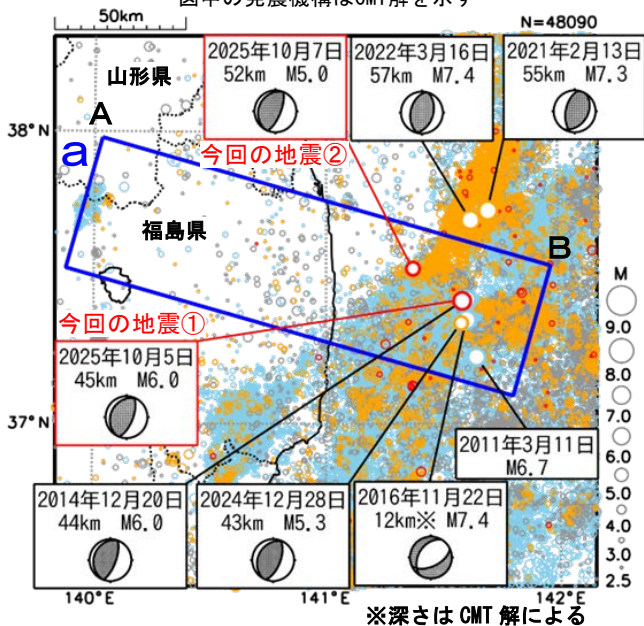 図中の発震機構はCMT解を示す
50km
N=48090
2025年10月7日
52km M5.0
2022年3月16日
57km M7.4
2021年2月13日
55km M7.3
山形県
38°N
A
a
今回の地震②
福島県
B
今回の地震①
2025年10月5日
45km M6.0
37°N
2011年3月11日
M6.7
2014年12月20日
44km M6.0
2024年12月28日
43km M5.3
2016年11月22日
12km※ M7.4
M
9.0
8.0
7.0
6.0
5.0
4.0
3.0
2.5
140°E
141°E
142°E
※深さは CMT 解による